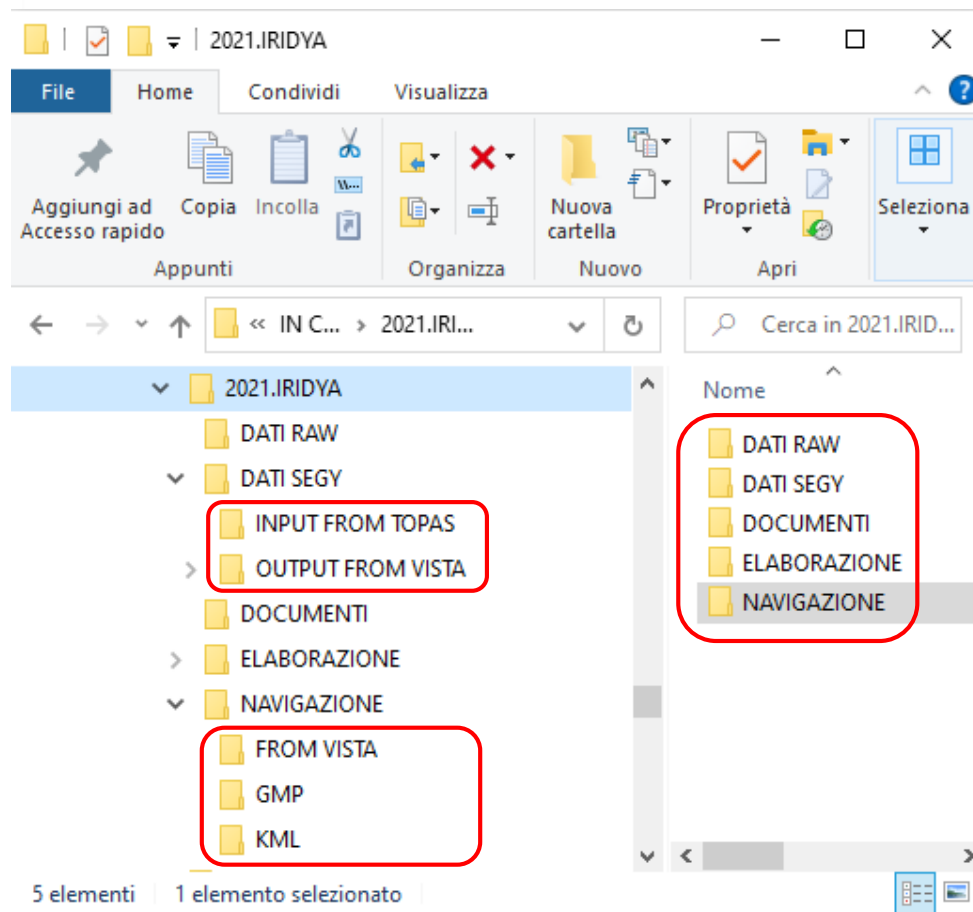 2021.IRIDYA
File Home Condividi Visualizza
Aggiungi ad
Accesso rapido
Copia
Incolla
W...
Nuova
cartella
Proprietà
Seleziona
Appunti Organizza Nuovo Apri
« IN C... > 2021.IRI...
Cerca in 2021.IRID...
2021.IRIDYA
DATI RAW
DATI SEGY
INPUT FROM TOPAS
OUTPUT FROM VISTA
DOCUMENTI
ELABORAZIONE
NAVIGAZIONE
FROM VISTA
GMP
KML
Nome
DATI RAW
DATI SEGY
DOCUMENTI
ELABORAZIONE
NAVIGAZIONE
5 elementi 1 elemento selezionato